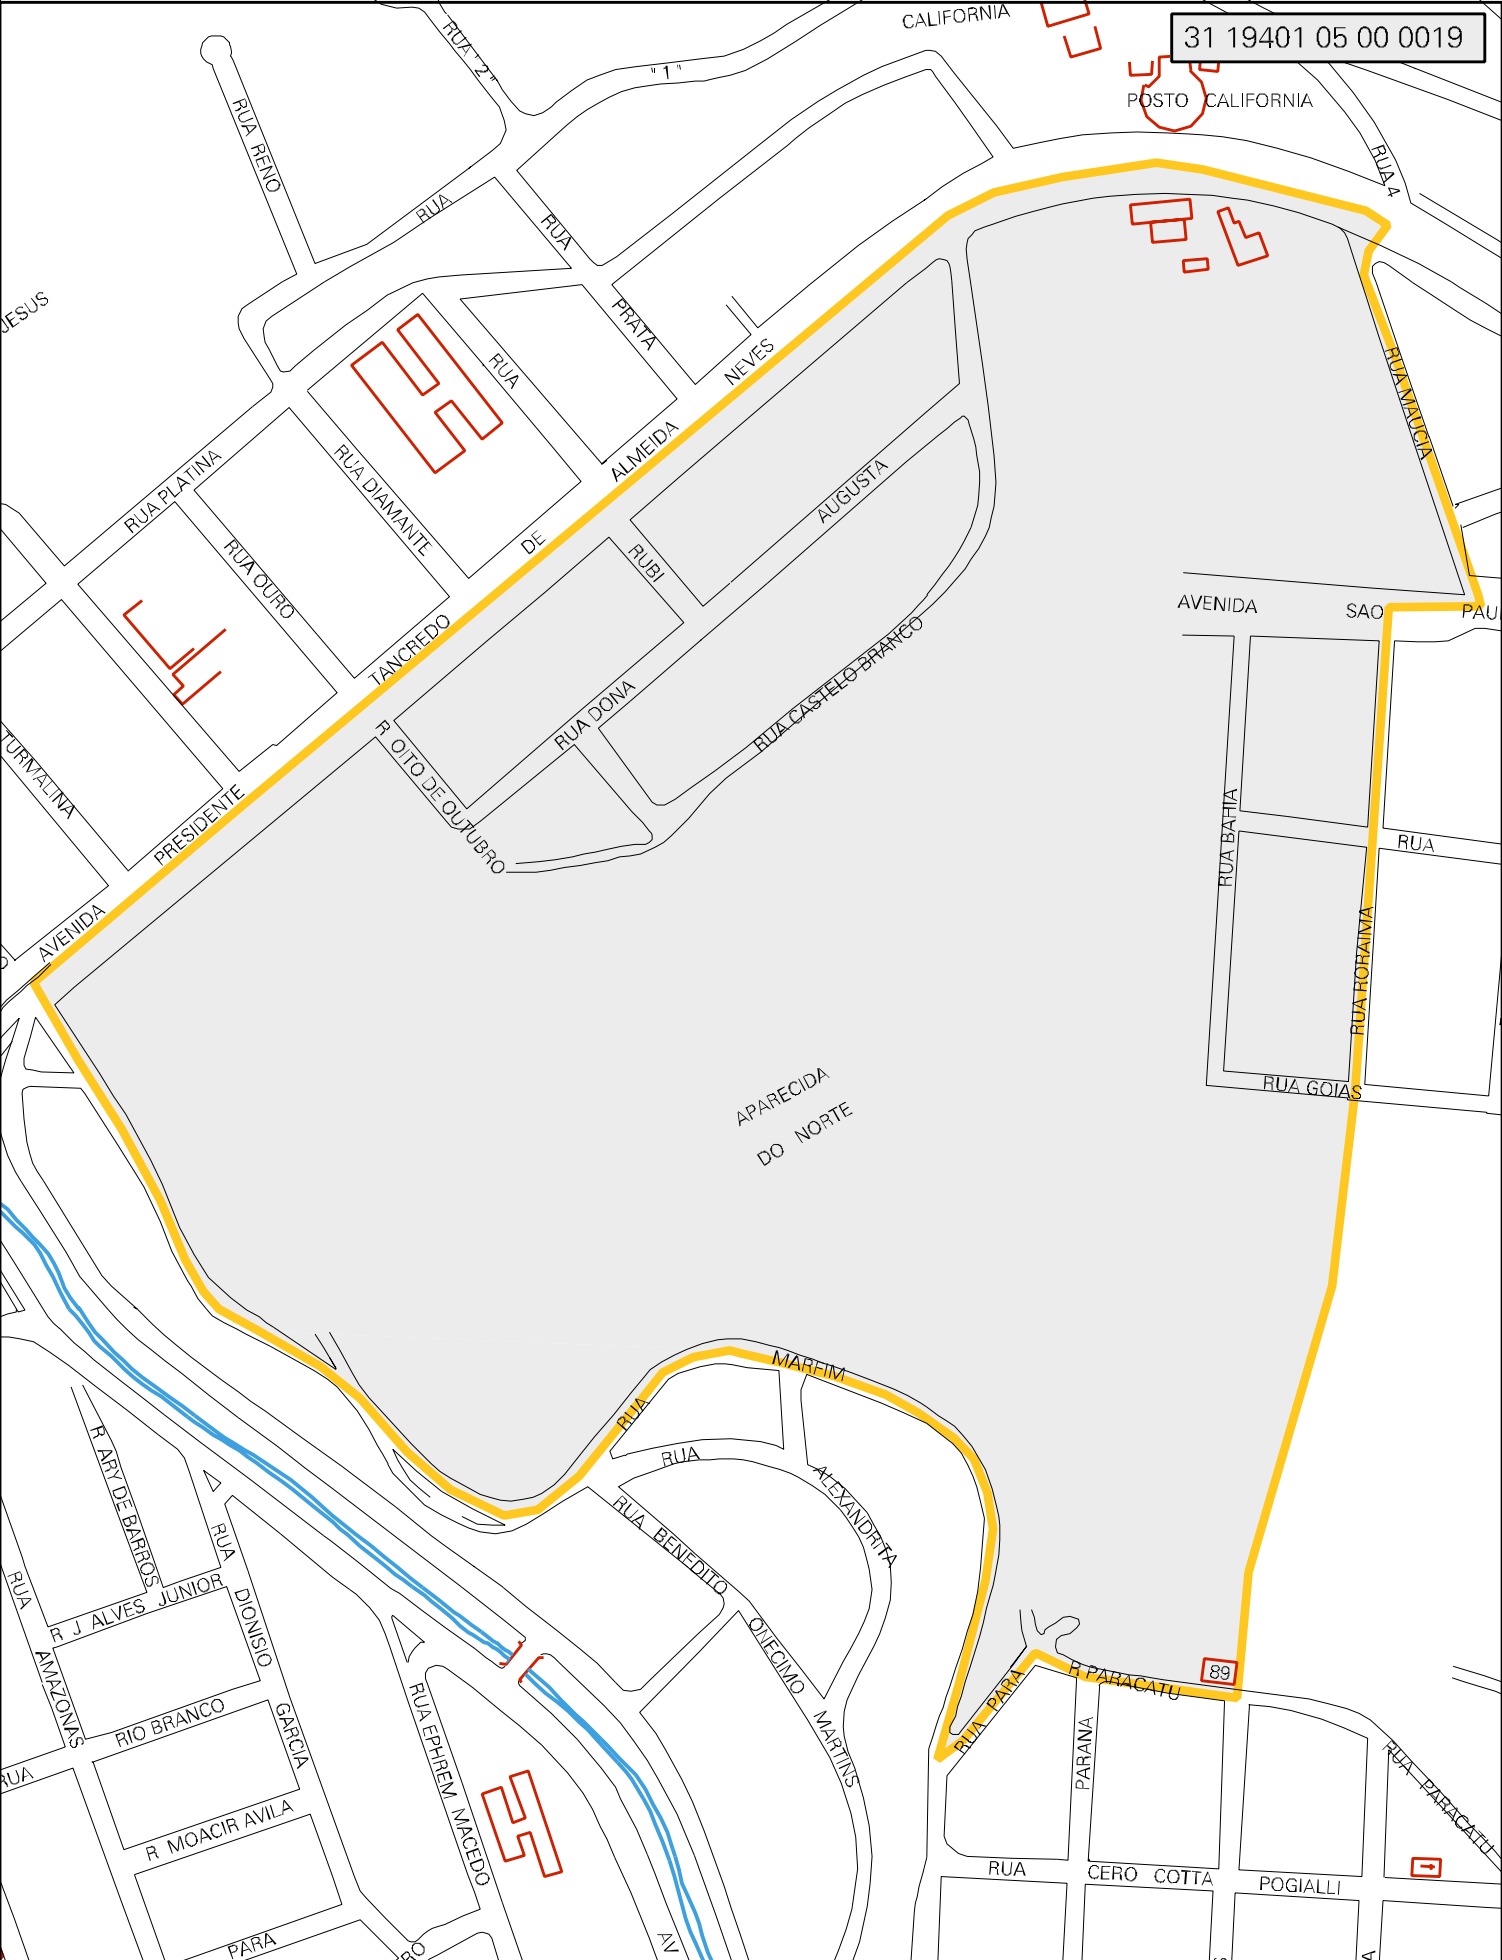 CALIFORNIA
31 19401 05 00 0019
RUA "2"
"1"
POSTO CALIFORNIA
RUA RENO
RUA 4
RUA
RUA
JESUS
PRATA
NEVES
RUA
RUA MAUCIA
ALMEIDA
RUA PLATINA
RUA DIAMANTE
AUGUSTA
DE
RUA OURO
RUBI
AVENIDA
SAO
PAU
TANCREDO
RUA CASTELO BRANCO
RUA DONA
R OITO DE OUTUBRO
TURMALINA
PRESIDENTE
RUA BAHIA
RUA
AVENIDA
RUA RORAIMA
RUA GOIAS
APARECIDA
DO NORTE
MARFIM
RUA
RUA
R ARY DE BARROS
ALEXANDRITA
RUA BENEDITO
RUA
RUA
R J ALVES JUNIOR
DIONISIO
ONECIMO
AMAZONAS
RUA PARA
R PARACATU
89
RIO BRANCO
GARCIA
RUA EPHREM MACEDO
MARTINS
PARANA
RUA PARACATU
RUA
R MOACIR AVILA
RUA
CERO COTTA
POGIALLI
PARA
RO
AV